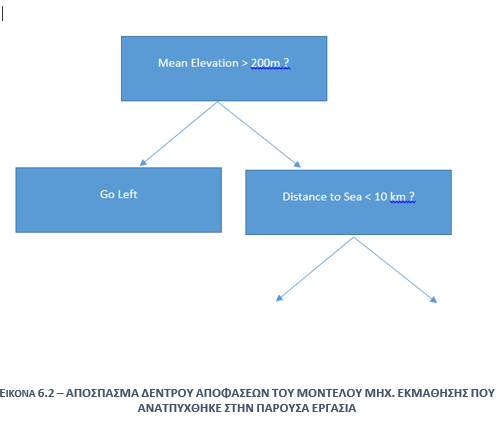 Mean Elevation > 200m ?
Go Left
Distance to Sea < 10 km ?
ΕΙΚΟΝΑ 6.2 – ΑΠΟΣΠΑΣΜΑ ΔΕΝΤΡΟΥ ΑΠΟΦΑΣΕΩΝ ΤΟΥ ΜΟΝΤΕΛΟΥ ΜΗΧ. ΕΚΜΑΘΗΣΗΣ ΠΟΥ
ΑΝΑΤΠΥΧΘΗΚΕ ΣΤΗΝ ΠΑΡΟΥΣΑ ΕΡΓΑΣΙΑ